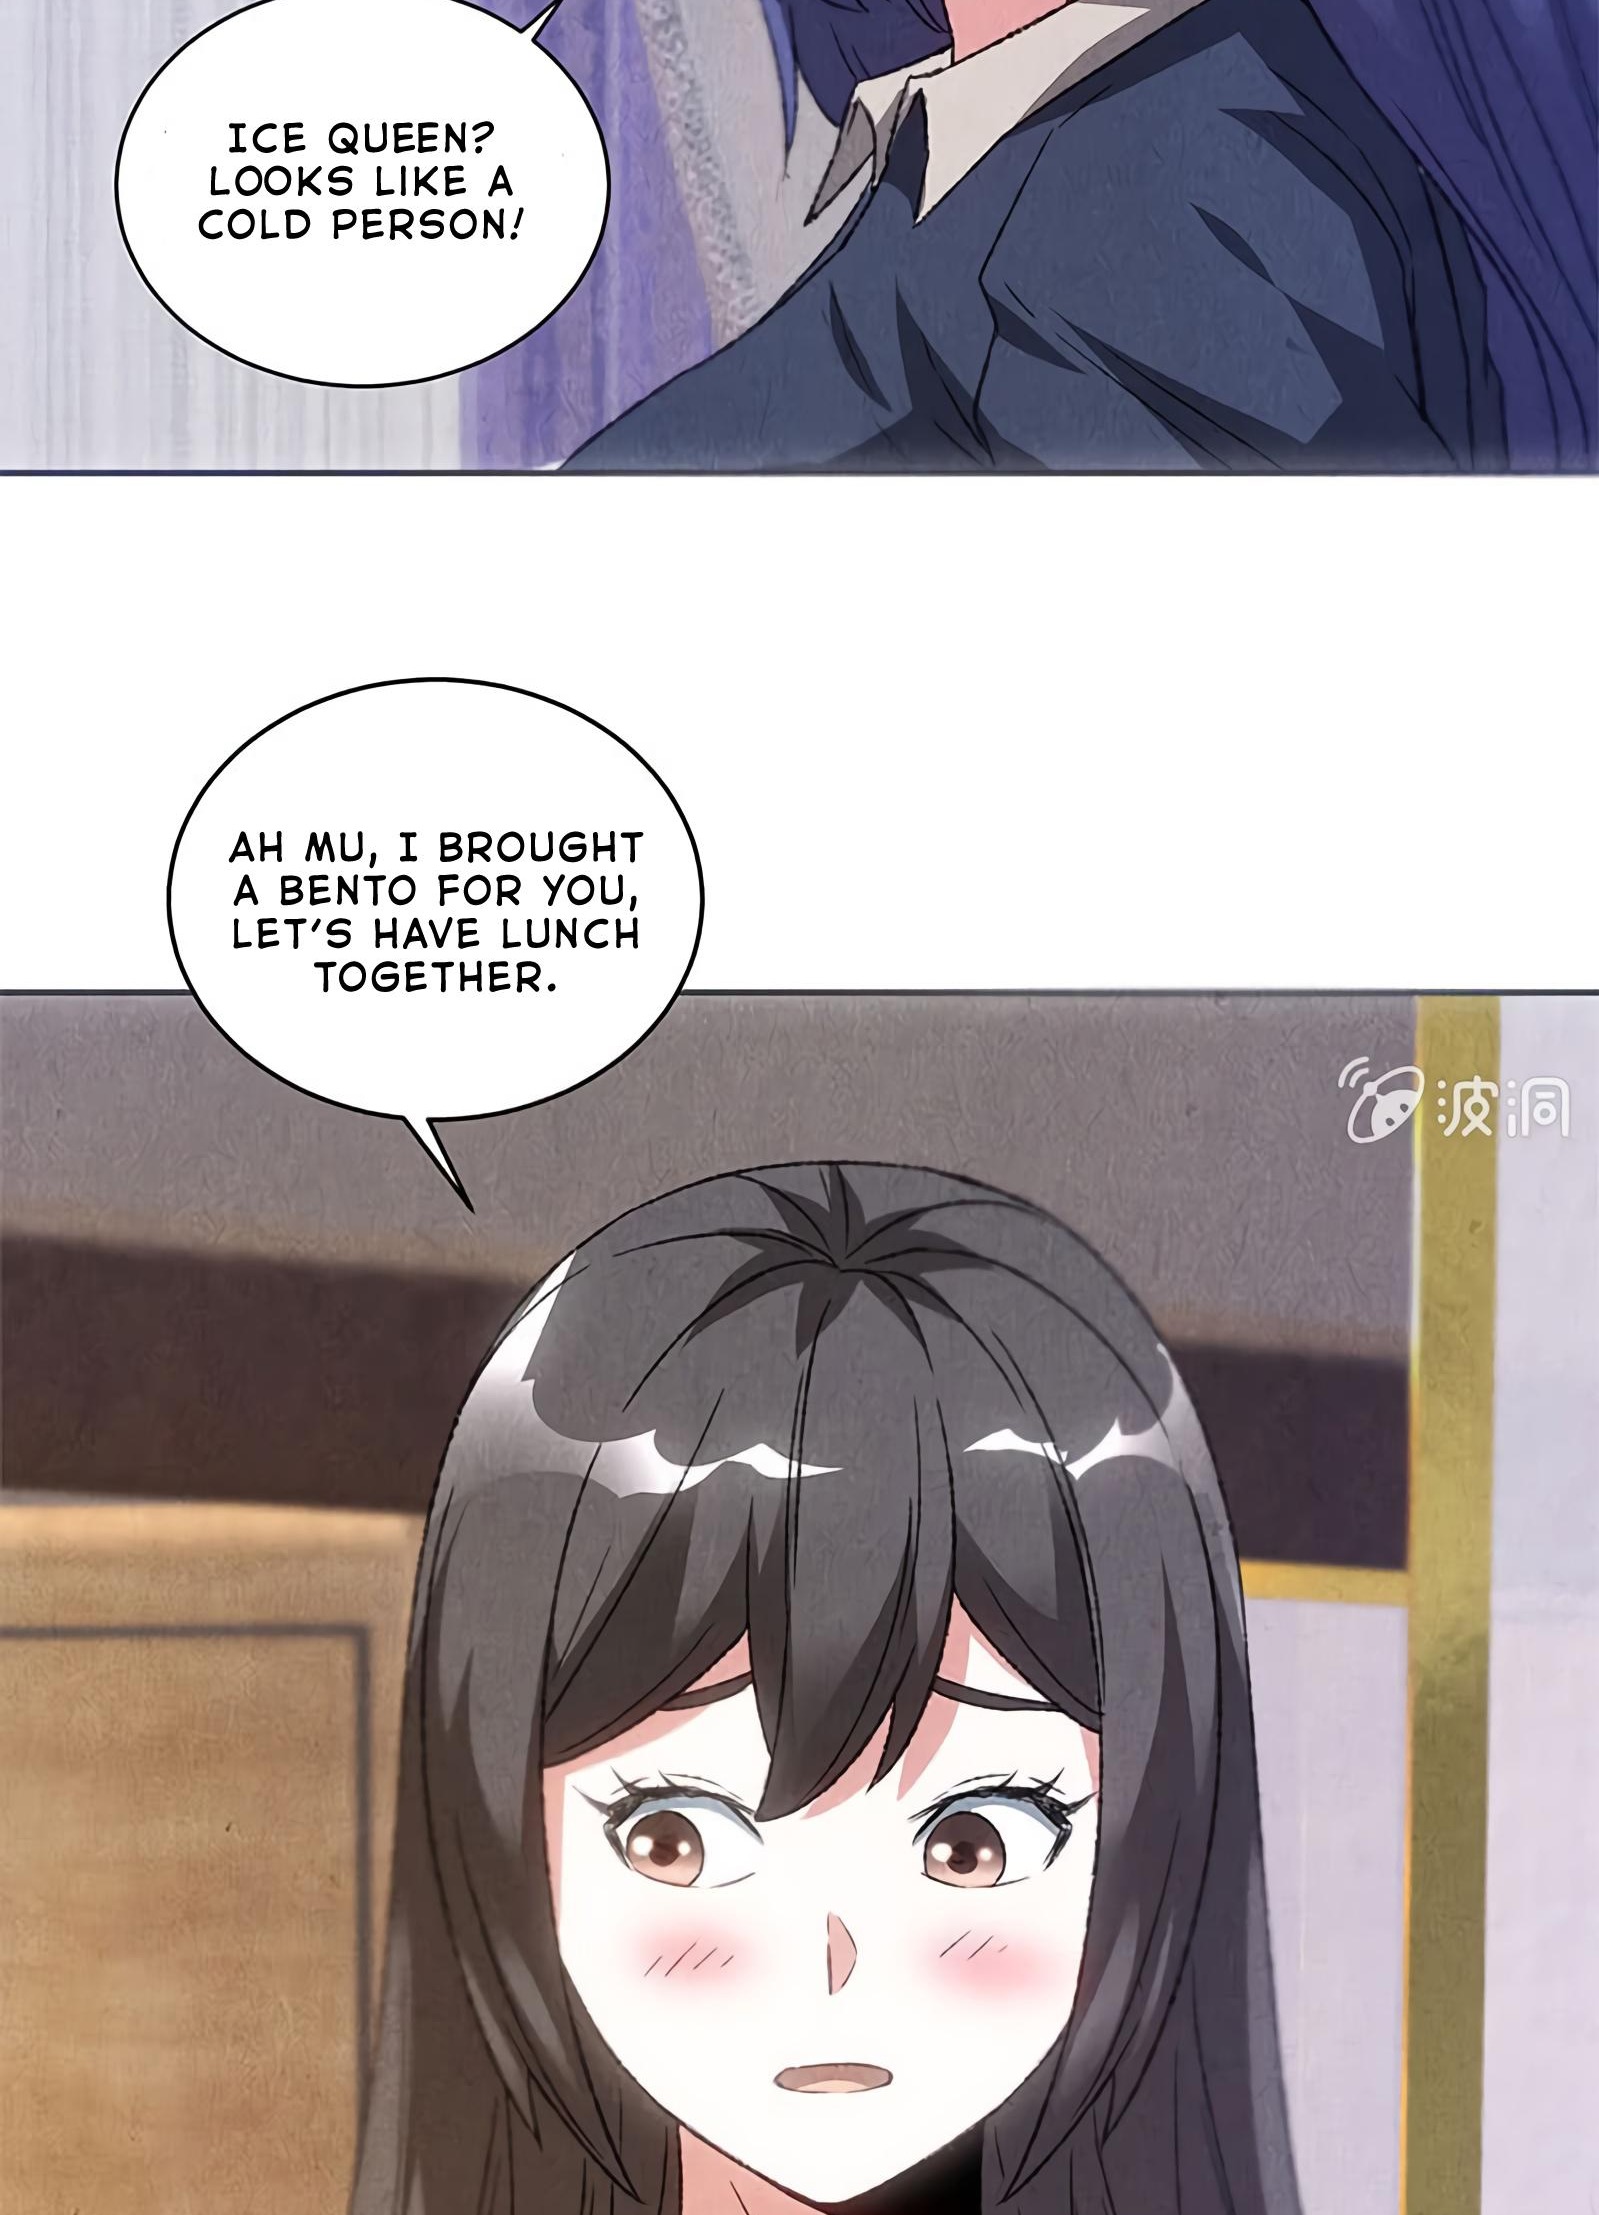 ICE QUEEN?
LOOKS LIKE A
COLD PERSON!
AH MU, I BROUGHT
A BENTO FOR YOU,
LET'S HAVE LUNCH
TOGETHER.
波洞